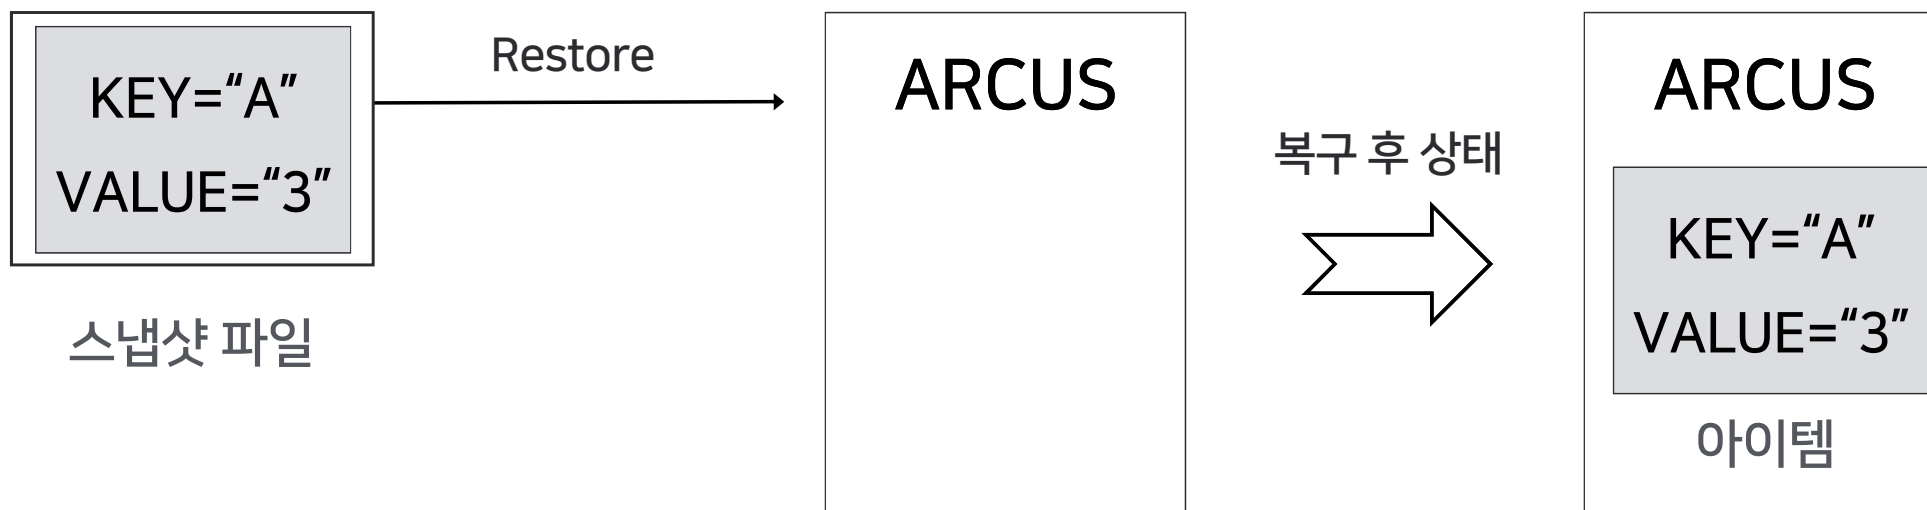 KEY=“A”
VALUE=“3”
스냅샷 파일
Restore
ARCUS
복구 후 상태
ARCUS
KEY=“A”
VALUE=“3”
아이템